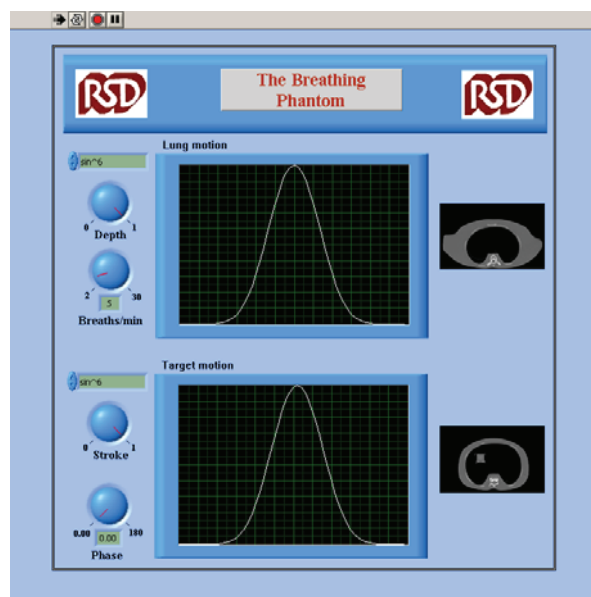 RSD
The Breathing
Phantom
RSD
Lung motion
sin^6
0 1
Depth
2 30
5
Breaths/min
Target motion
sin^6
0 1
Stroke
0.00 180
0.00
Phase